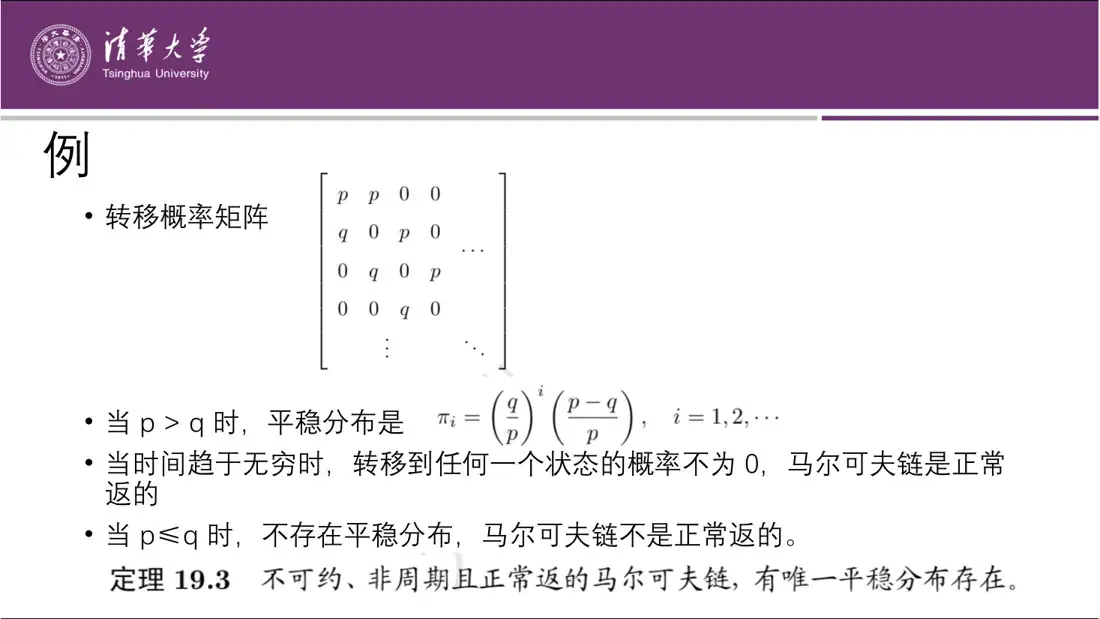 清华大学
Tsinghua University
例
• 转移概率矩阵
p p 0 0
q 0 p 0
⋯
0 q 0 p
0 0 q 0
⋮ ⋱
• 当 p > q 时，平稳分布是 π_i = (q/p)^i ((p − q)/p), i = 1, 2, ⋯
• 当时间趋于无穷时，转移到任何一个状态的概率不为 0，马尔可夫链是正常
返的
• 当 p≤q 时，不存在平稳分布，马尔可夫链不是正常返的。
定理 19.3 不可约、非周期且正常返的马尔可夫链, 有唯一平稳分布存在。